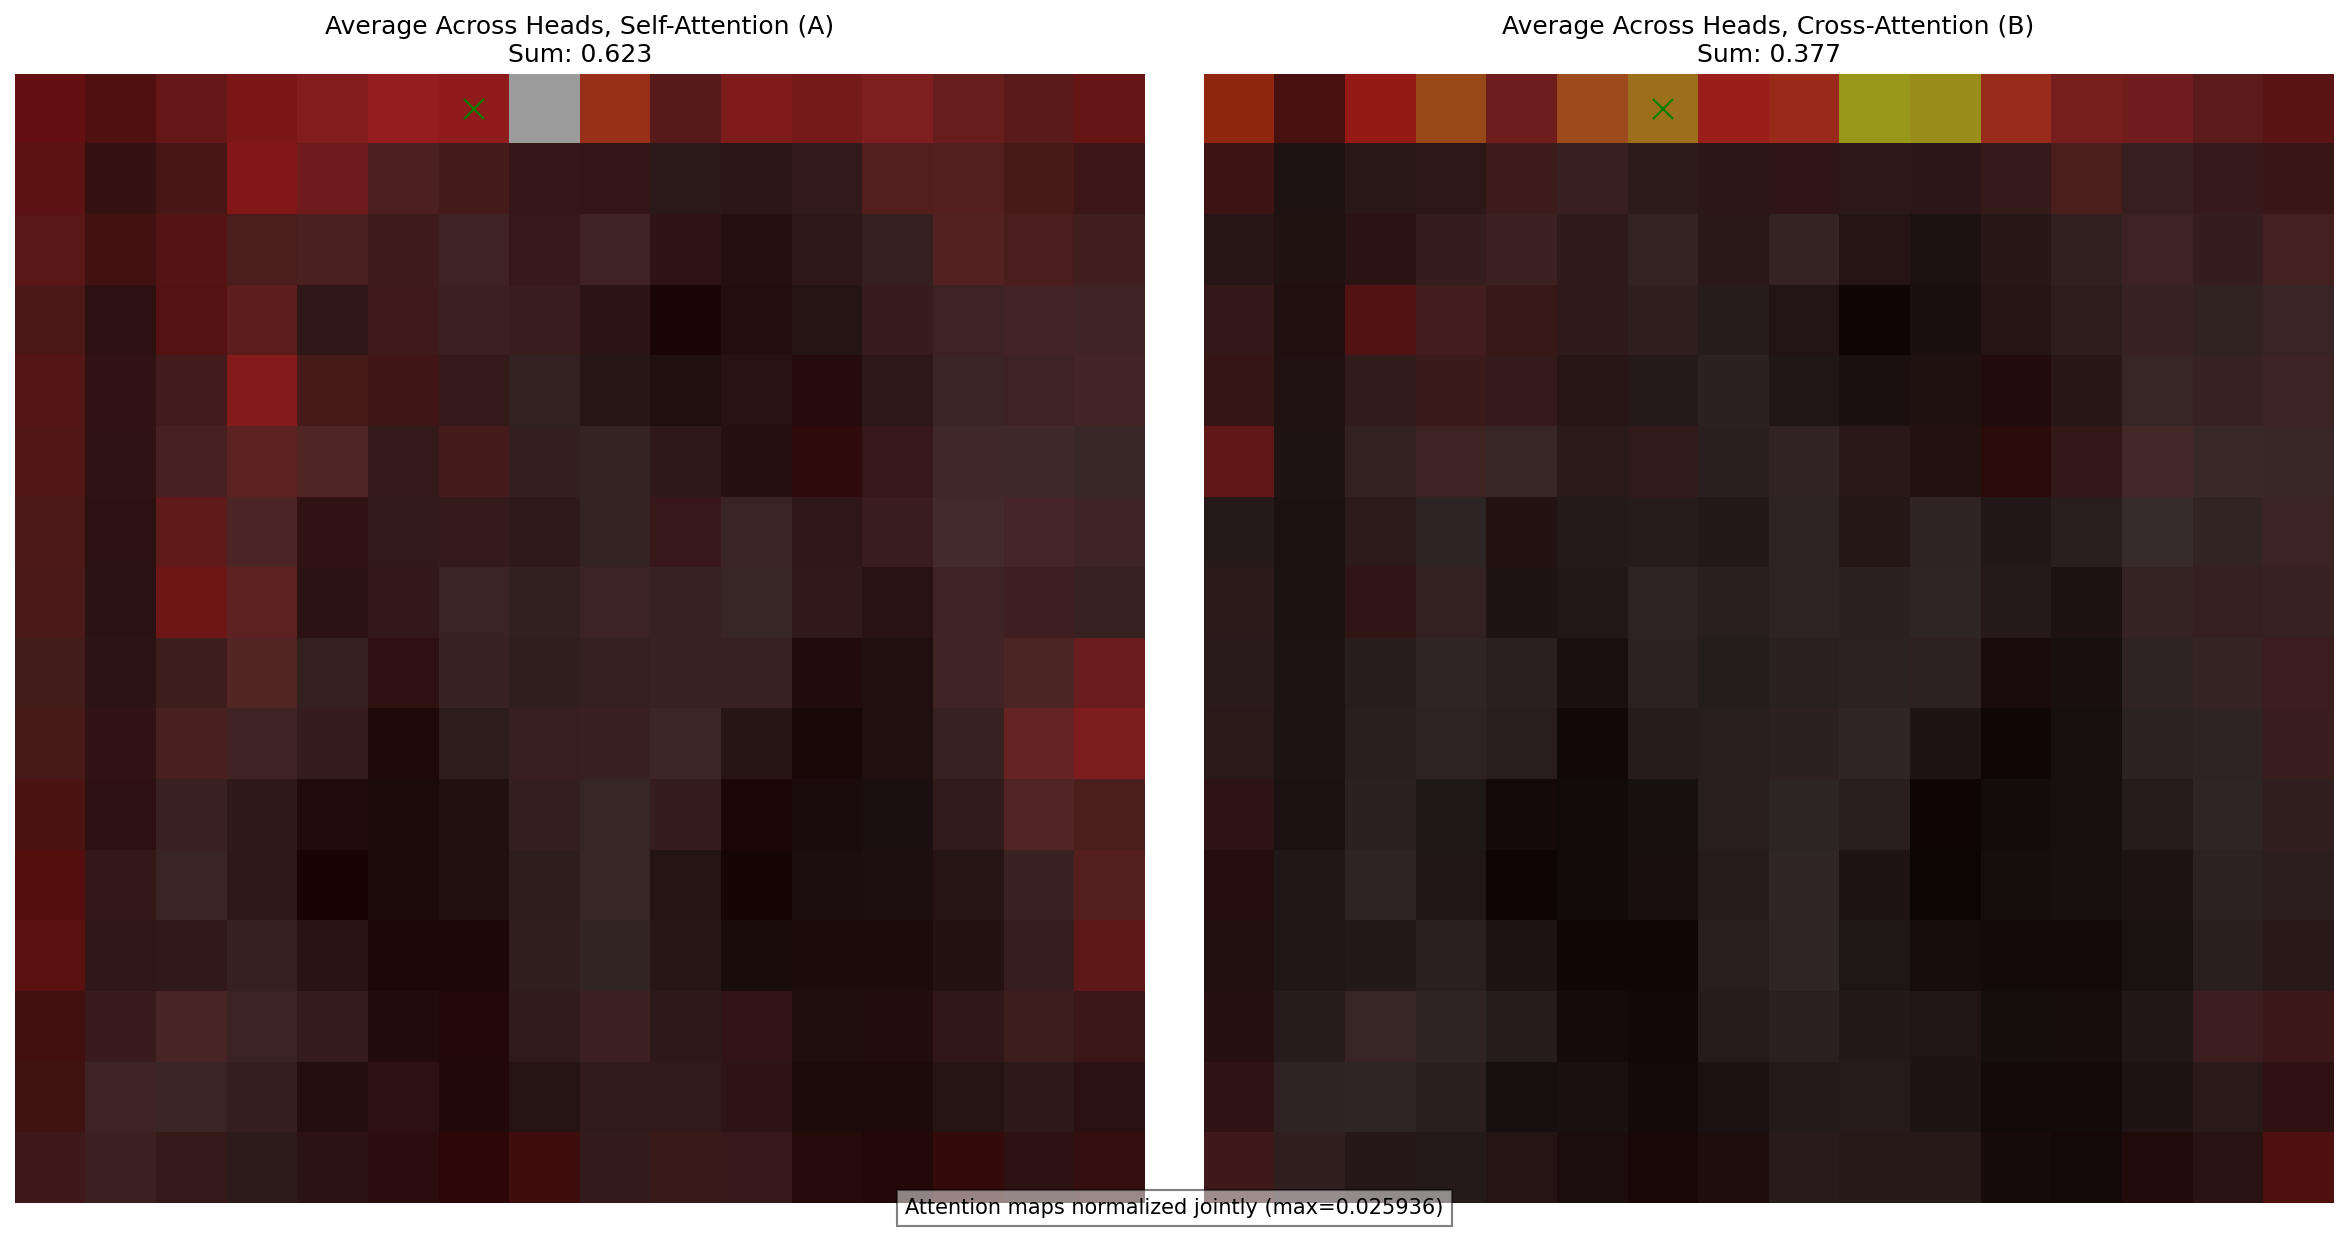 Average Across Heads, Self-Attention (A)
Sum: 0.623
Average Across Heads, Cross-Attention (B)
Sum: 0.377
Attention maps normalized jointly (max=0.025936)